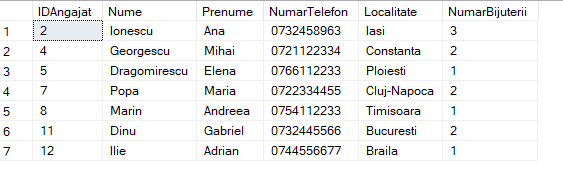 IDAngajat Nume Prenume NumarTelefon Localitate NumarBijuterii
1 2 Ionescu Ana 0732458963 Iasi 3
2 4 Georgescu Mihai 0721122334 Constanta 2
3 5 Dragomirescu Elena 0766112233 Ploiesti 1
4 7 Popa Maria 0722334455 Cluj-Napoca 2
5 8 Marin Andreea 0754112233 Timisoara 1
6 11 Dinu Gabriel 0732445566 Bucuresti 2
7 12 Ilie Adrian 0744556677 Braila 1